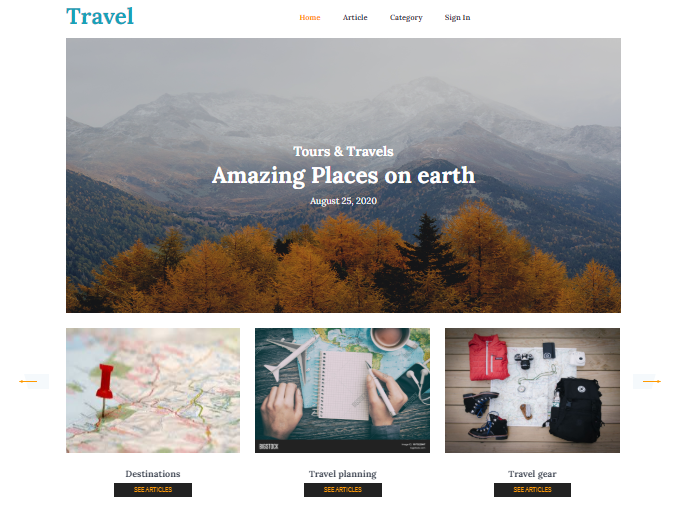 Travel
Home Article Category Sign In
Tours & Travels
Amazing Places on earth
August 25, 2020
BIGSTOCK
Destinations Travel planning Travel gear
SEE ARTICLES SEE ARTICLES SEE ARTICLES